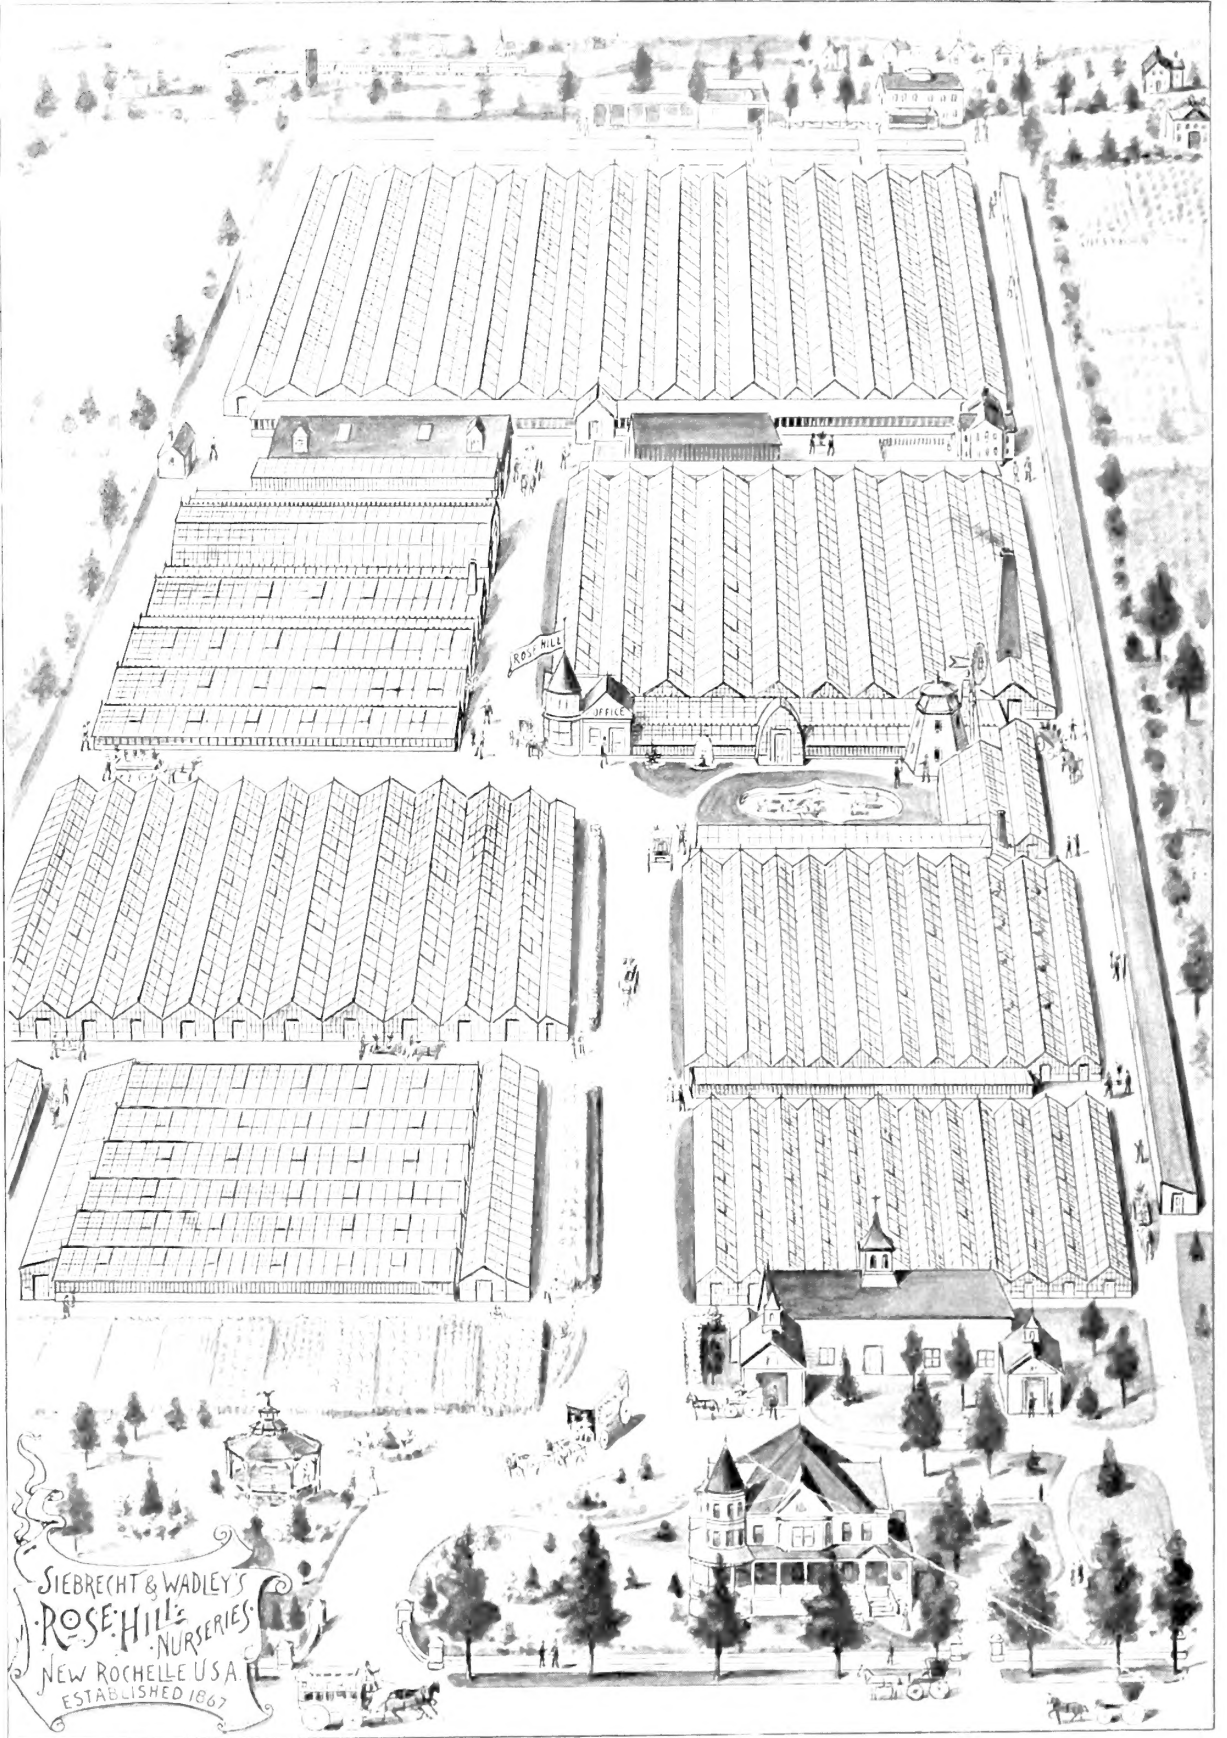 ROSE HILL
OFFICE
SIEBRECHT & WADLEY'S
ROSE HILL
NURSERIES
NEW ROCHELLE U.S.A.
ESTABLISHED 1867